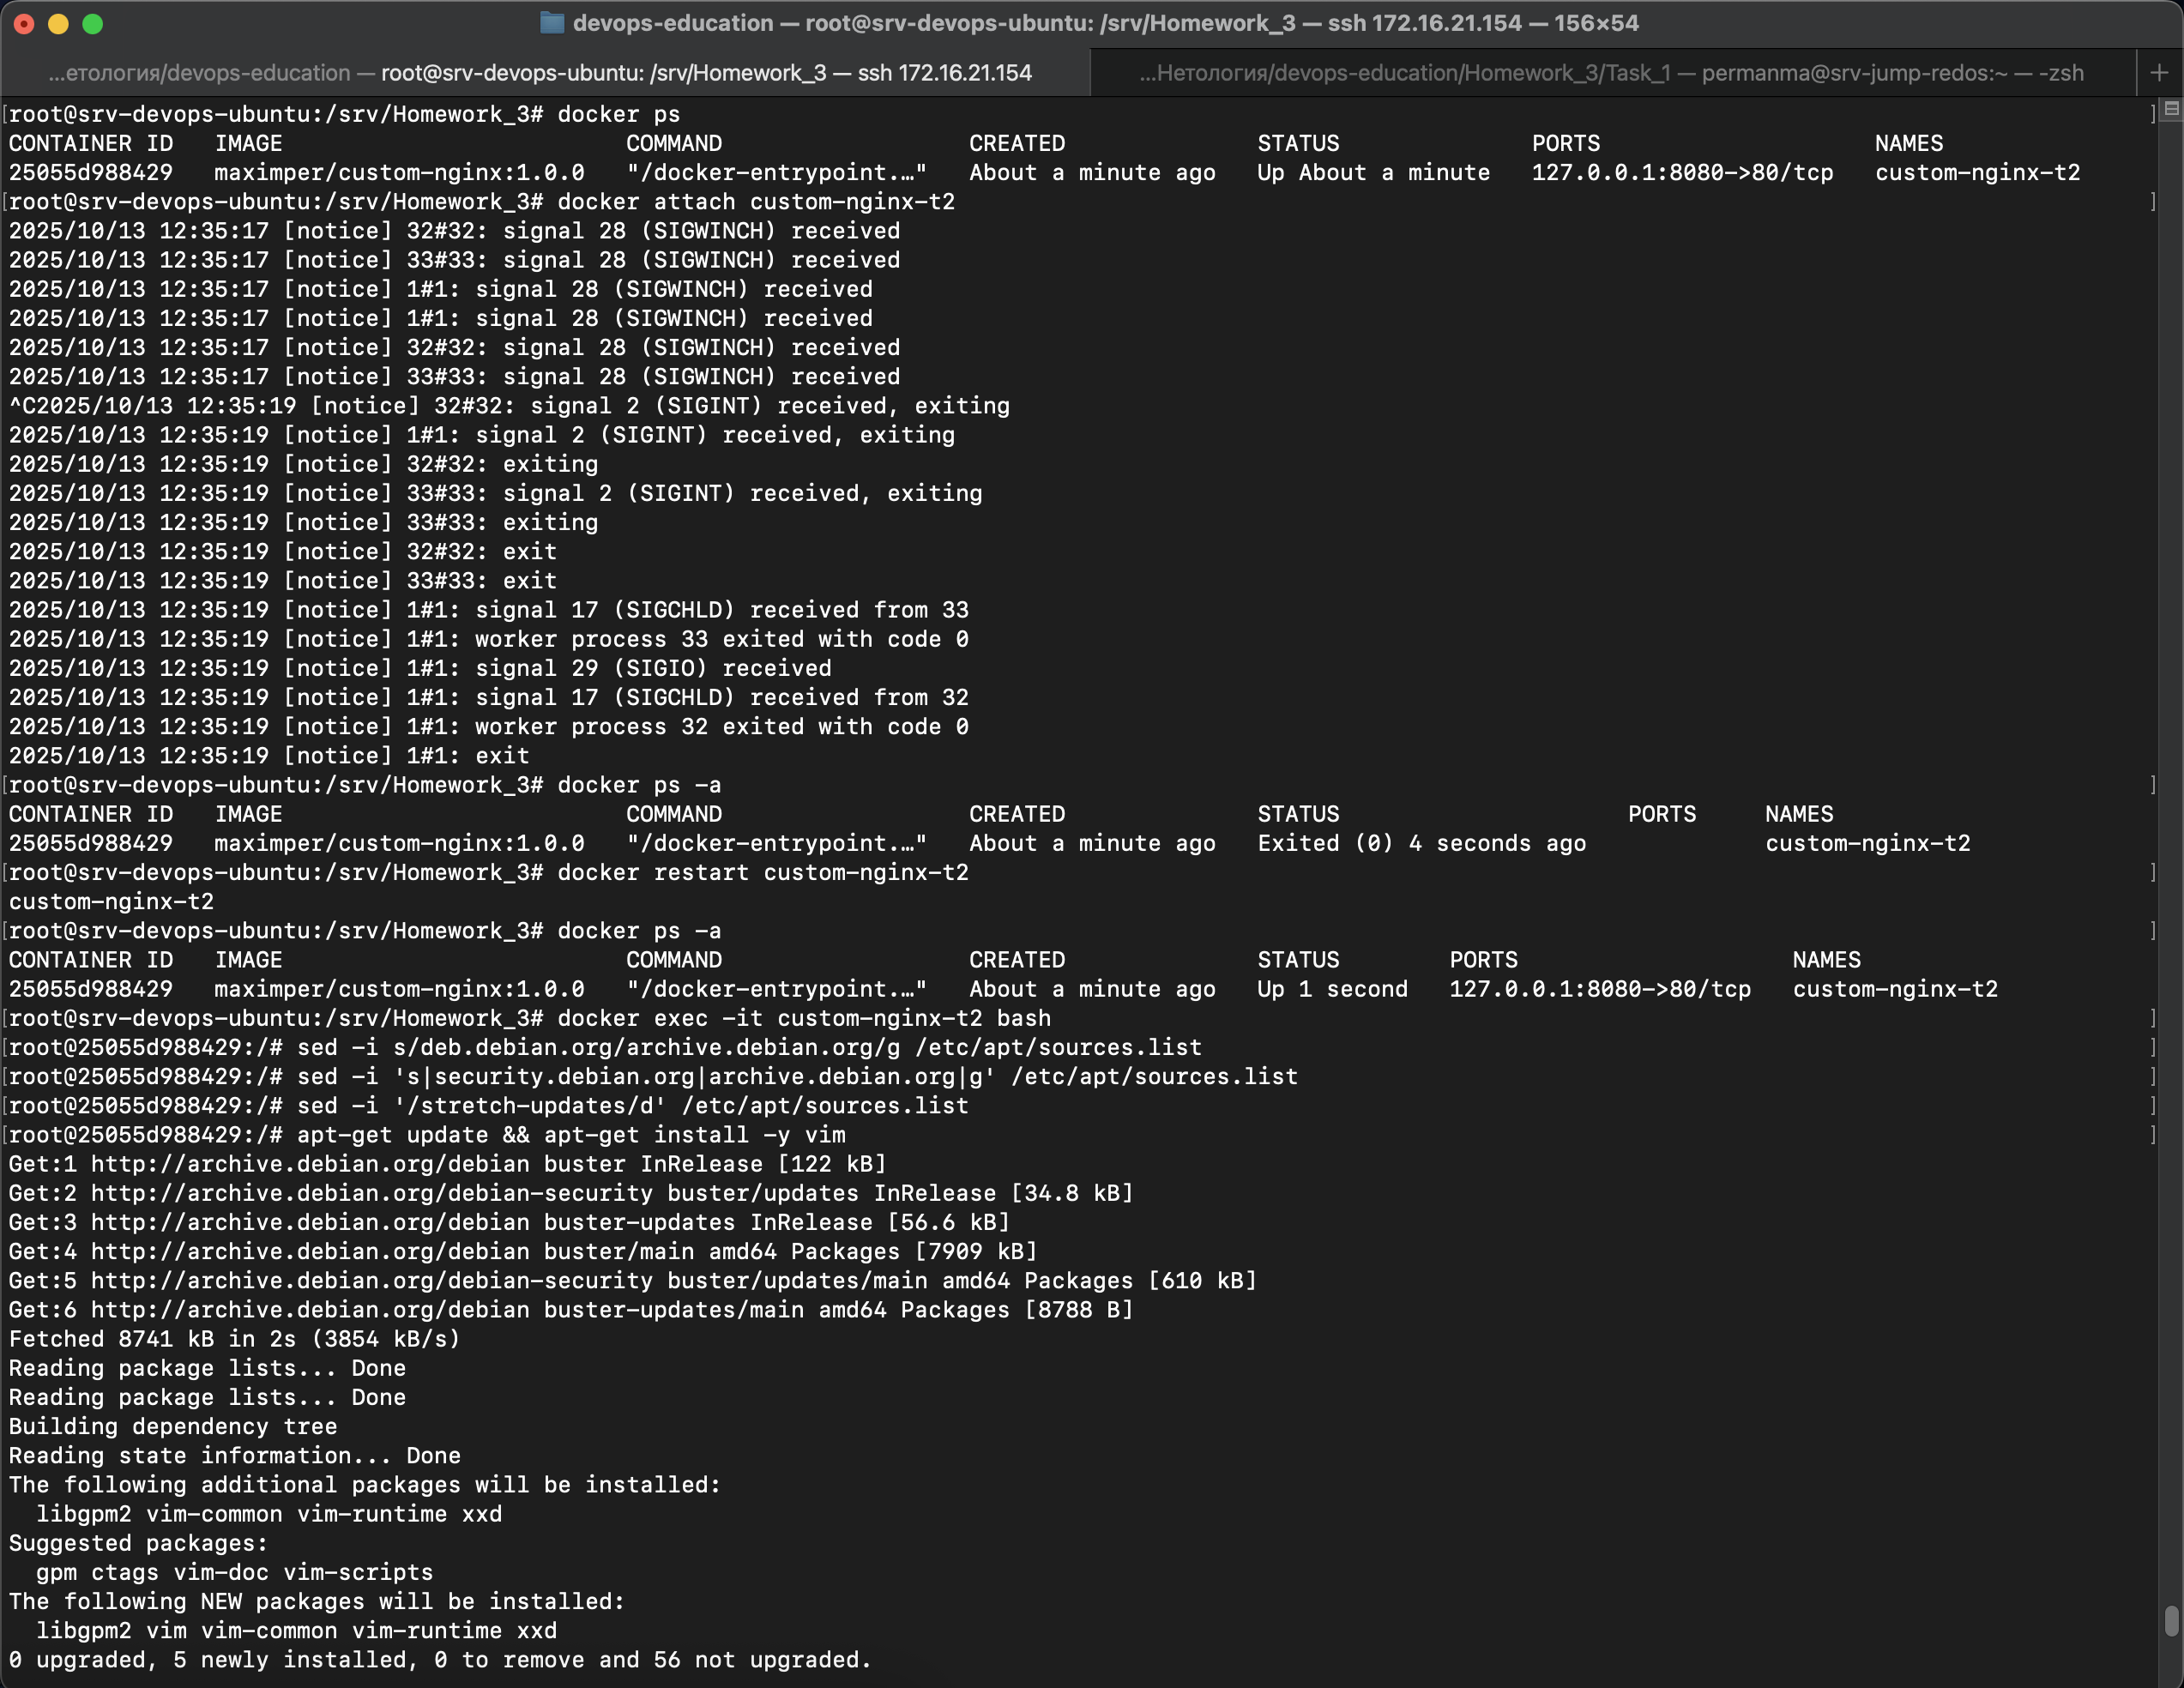 devops-education — root@srv-devops-ubuntu: /srv/Homework_3 — ssh 172.16.21.154 — 156×54
...етология/devops-education — root@srv-devops-ubuntu: /srv/Homework_3 — ssh 172.16.21.154
...Нетология/devops-education/Homework_3/Task_1 — permanma@srv-jump-redos:~ — -zsh
[root@srv-devops-ubuntu:/srv/Homework_3# docker ps ]
CONTAINER ID   IMAGE                         COMMAND                  CREATED              STATUS              PORTS                    NAMES
25055d988429   maximper/custom-nginx:1.0.0   "/docker-entrypoint.…"   About a minute ago   Up About a minute   127.0.0.1:8080->80/tcp   custom-nginx-t2
[root@srv-devops-ubuntu:/srv/Homework_3# docker attach custom-nginx-t2 ]
2025/10/13 12:35:17 [notice] 32#32: signal 28 (SIGWINCH) received
2025/10/13 12:35:17 [notice] 33#33: signal 28 (SIGWINCH) received
2025/10/13 12:35:17 [notice] 1#1: signal 28 (SIGWINCH) received
2025/10/13 12:35:17 [notice] 1#1: signal 28 (SIGWINCH) received
2025/10/13 12:35:17 [notice] 32#32: signal 28 (SIGWINCH) received
2025/10/13 12:35:17 [notice] 33#33: signal 28 (SIGWINCH) received
^C2025/10/13 12:35:19 [notice] 32#32: signal 2 (SIGINT) received, exiting
2025/10/13 12:35:19 [notice] 1#1: signal 2 (SIGINT) received, exiting
2025/10/13 12:35:19 [notice] 32#32: exiting
2025/10/13 12:35:19 [notice] 33#33: signal 2 (SIGINT) received, exiting
2025/10/13 12:35:19 [notice] 33#33: exiting
2025/10/13 12:35:19 [notice] 32#32: exit
2025/10/13 12:35:19 [notice] 33#33: exit
2025/10/13 12:35:19 [notice] 1#1: signal 17 (SIGCHLD) received from 33
2025/10/13 12:35:19 [notice] 1#1: worker process 33 exited with code 0
2025/10/13 12:35:19 [notice] 1#1: signal 29 (SIGIO) received
2025/10/13 12:35:19 [notice] 1#1: signal 17 (SIGCHLD) received from 32
2025/10/13 12:35:19 [notice] 1#1: worker process 32 exited with code 0
2025/10/13 12:35:19 [notice] 1#1: exit
[root@srv-devops-ubuntu:/srv/Homework_3# docker ps -a ]
CONTAINER ID   IMAGE                         COMMAND                  CREATED              STATUS                     PORTS     NAMES
25055d988429   maximper/custom-nginx:1.0.0   "/docker-entrypoint.…"   About a minute ago   Exited (0) 4 seconds ago             custom-nginx-t2
[root@srv-devops-ubuntu:/srv/Homework_3# docker restart custom-nginx-t2 ]
custom-nginx-t2
[root@srv-devops-ubuntu:/srv/Homework_3# docker ps -a ]
CONTAINER ID   IMAGE                         COMMAND                  CREATED              STATUS        PORTS                    NAMES
25055d988429   maximper/custom-nginx:1.0.0   "/docker-entrypoint.…"   About a minute ago   Up 1 second   127.0.0.1:8080->80/tcp   custom-nginx-t2
[root@srv-devops-ubuntu:/srv/Homework_3# docker exec -it custom-nginx-t2 bash ]
[root@25055d988429:/# sed -i s/deb.debian.org/archive.debian.org/g /etc/apt/sources.list ]
[root@25055d988429:/# sed -i 's|security.debian.org|archive.debian.org|g' /etc/apt/sources.list ]
[root@25055d988429:/# sed -i '/stretch-updates/d' /etc/apt/sources.list ]
[root@25055d988429:/# apt-get update && apt-get install -y vim ]
Get:1 http://archive.debian.org/debian buster InRelease [122 kB]
Get:2 http://archive.debian.org/debian-security buster/updates InRelease [34.8 kB]
Get:3 http://archive.debian.org/debian buster-updates InRelease [56.6 kB]
Get:4 http://archive.debian.org/debian buster/main amd64 Packages [7909 kB]
Get:5 http://archive.debian.org/debian-security buster/updates/main amd64 Packages [610 kB]
Get:6 http://archive.debian.org/debian buster-updates/main amd64 Packages [8788 B]
Fetched 8741 kB in 2s (3854 kB/s)
Reading package lists... Done
Reading package lists... Done
Building dependency tree
Reading state information... Done
The following additional packages will be installed:
  libgpm2 vim-common vim-runtime xxd
Suggested packages:
  gpm ctags vim-doc vim-scripts
The following NEW packages will be installed:
  libgpm2 vim vim-common vim-runtime xxd
0 upgraded, 5 newly installed, 0 to remove and 56 not upgraded.